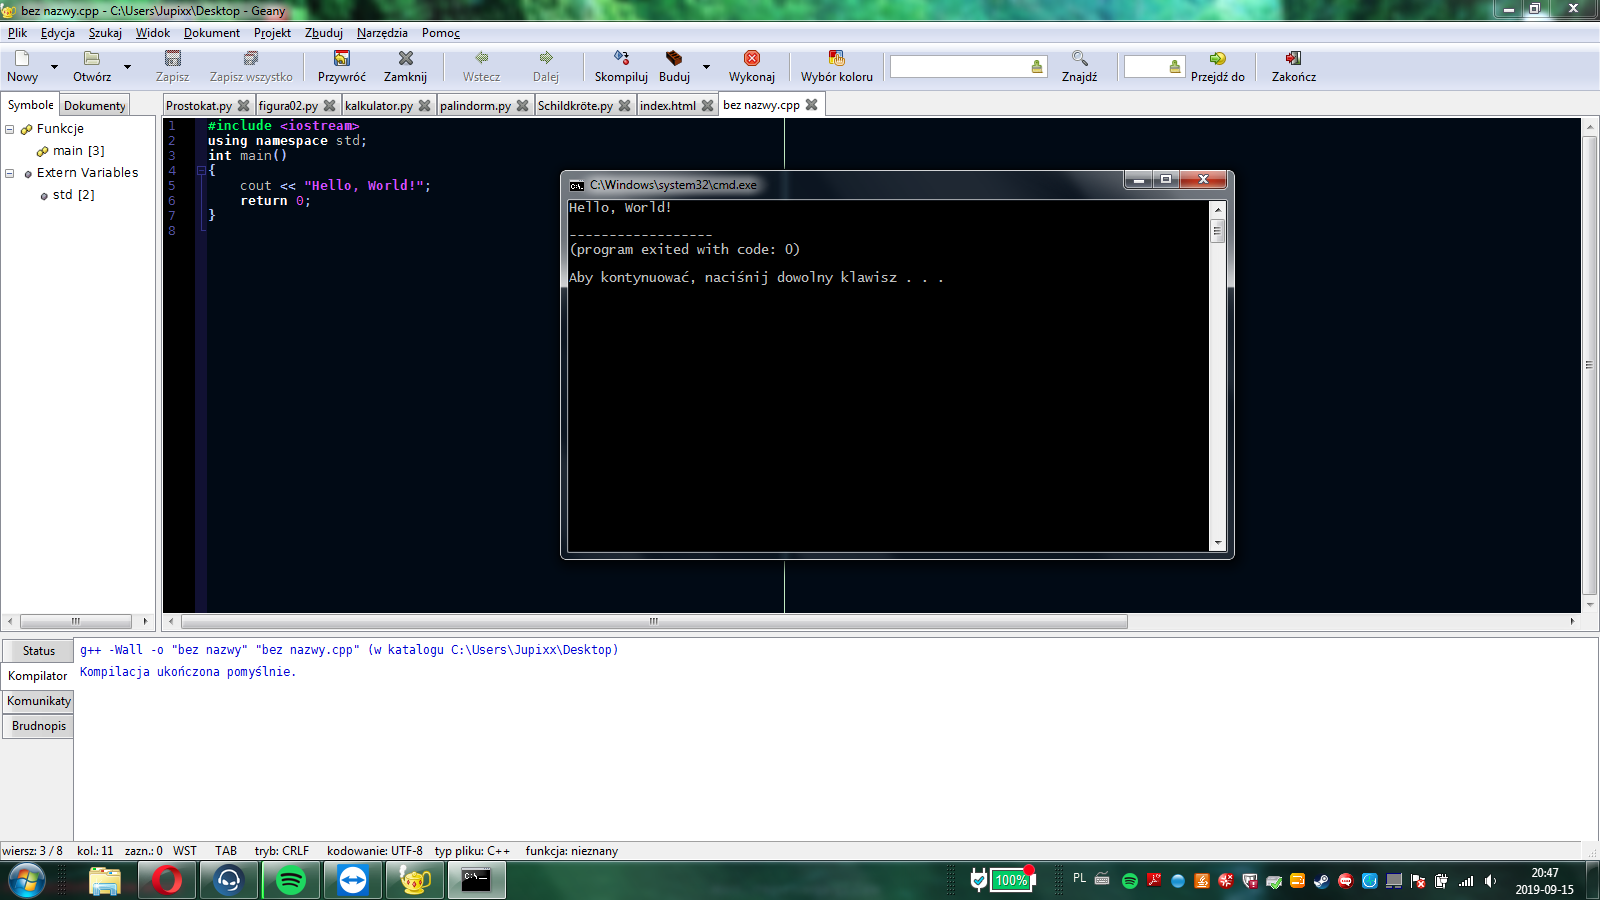 bez nazwy.cpp - C:\Users\Jupixx\Desktop - Geany
Plik Edycja Szukaj Widok Dokument Projekt Zbuduj Narzędzia Pomoc
Nowy Otwórz Zapisz Zapisz wszystko Przywróć Zamknij Wstecz Dalej Skompiluj Buduj Wykonaj Wybór koloru Znajdź Przejdź do Zakończ
Symbole Dokumenty
Prostokat.py figura02.py kalkulator.py palindorm.py Schildkröte.py index.html bez nazwy.cpp
Funkcje
main [3]
Extern Variables
std [2]
1 #include <iostream>
2 using namespace std;
3 int main()
4 {
5 cout << "Hello, World!";
6 return 0;
7 }
8
C:\Windows\system32\cmd.exe
Hello, World!
------------------
(program exited with code: 0)
Aby kontynuować, naciśnij dowolny klawisz . . .
Status
Kompilator
Komunikaty
Brudnopis
g++ -Wall -o "bez nazwy" "bez nazwy.cpp" (w katalogu C:\Users\Jupixx\Desktop)
Kompilacja ukończona pomyślnie.
wiersz: 3 / 8 kol.: 11 zazn.: 0 WST TAB tryb: CRLF kodowanie: UTF-8 typ pliku: C++ funkcja: nieznany
100% PL 20:47
2019-09-15